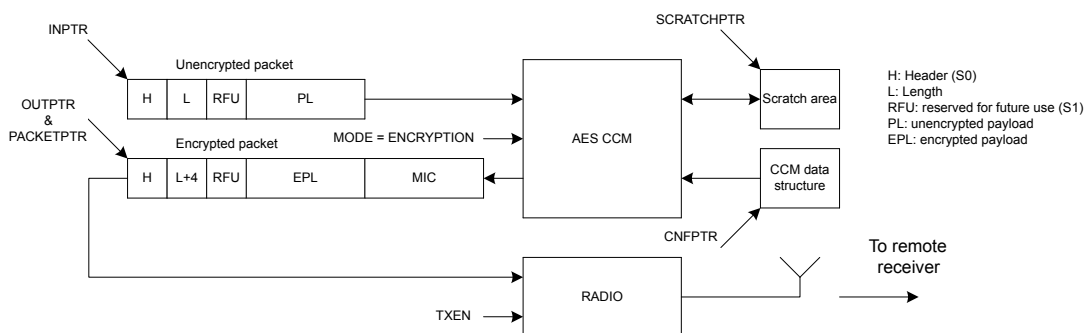 SCRATCHPTR
INPTR
Unencrypted packet
H L RFU PL
Scratch area
H: Header (S0)
L: Length
RFU: reserved for future use (S1)
PL: unencrypted payload
EPL: encrypted payload
OUTPTR
&
PACKETPTR
MODE = ENCRYPTION
AES CCM
Encrypted packet
H L+4 RFU EPL MIC
CCM data
structure
CNFPTR
To remote
receiver
RADIO
TXEN